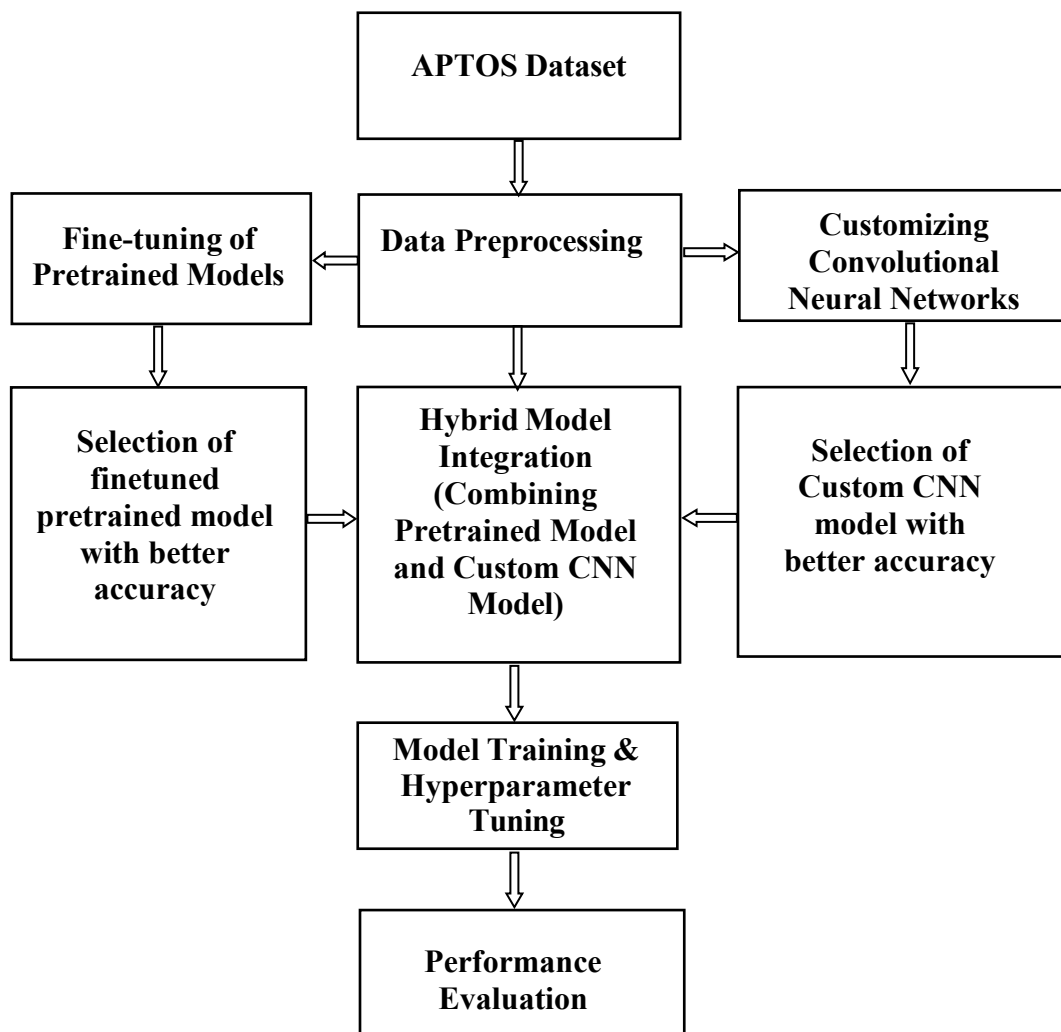 APTOS Dataset
Fine-tuning of
Pretrained Models
Data Preprocessing
Customizing
Convolutional
Neural Networks
Selection of
finetuned
pretrained model
with better
accuracy
Hybrid Model
Integration
(Combining
Pretrained Model
and Custom CNN
Model)
Selection of
Custom CNN
model with
better accuracy
Model Training &
Hyperparameter
Tuning
Performance
Evaluation